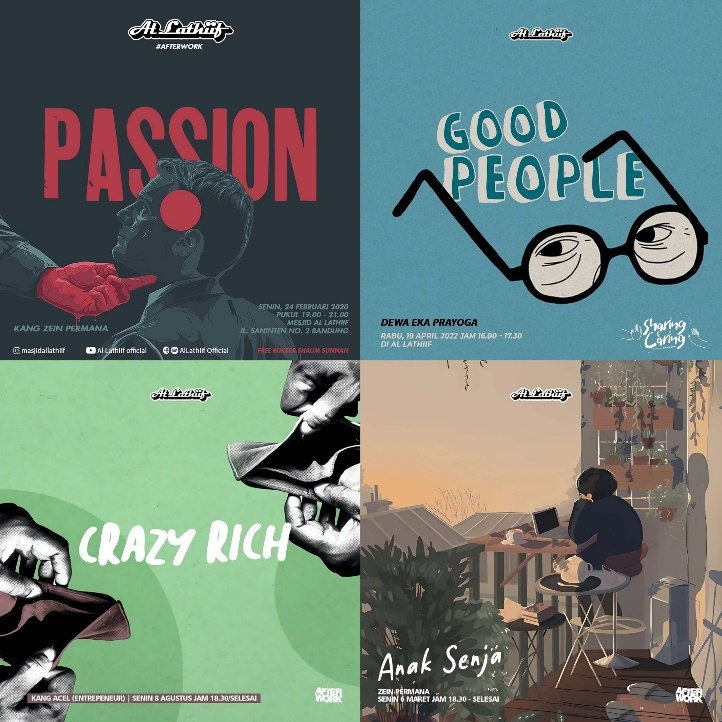 Al Lathiif
#AFTERWORK
PASSION
KANG ZEIN PERMANA
SENIN, 24 FEBRUARI 2020
PUKUL 19.00 - 21.00
MESJID AL LATHIIF
JL. SANINTEN NO. 2 BANDUNG
masjidallathiif
Al Lathiif Official
AlLathiif Official
FREE BUKBER SHAUM SUNNAH
Al Lathiif
GOOD
PEOPLE
DEWA EKA PRAYOGA
RABU, 19 APRIL 2022 JAM 16.00 - 17.30
DI AL LATHIIF
Sharing
Caring
Al Lathiif
CRAZY RICH
KANG ACEL (ENTREPENEUR) | SENIN 8 AGUSTUS JAM 18.30/SELESAI
AFTER
WORK
Al Lathiif
Anak Senja
ZEIN PERMANA
SENIN 6 MARET JAM 18.30 - SELESAI
AFTER
WORK